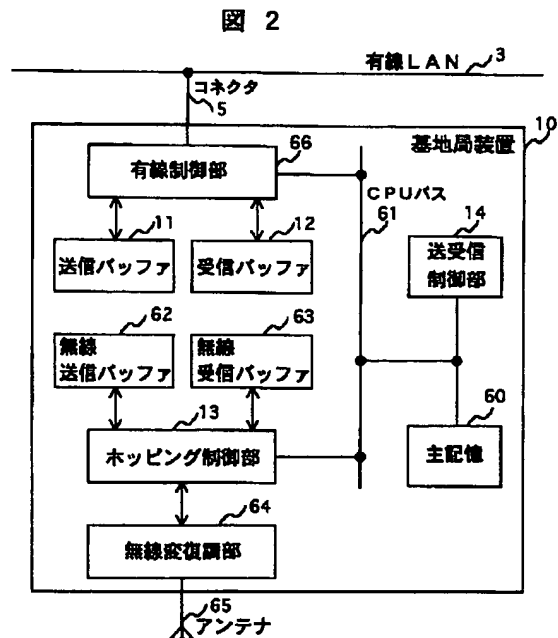 図 2
有線LAN 3
コネクタ
5
10
基地局装置
66
有線制御部
CPUバス
61
11
12
14
送信バッファ
受信バッファ
送受信
制御部
62
63
無線
送信バッファ
無線
受信バッファ
13
60
ホッピング制御部
主記憶
64
無線変復調部
65
アンテナ